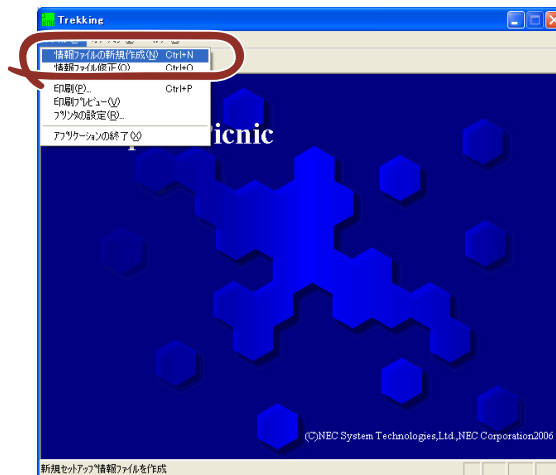 Trekking
情報ファイルの新規作成(N) Ctrl+N
情報ファイル修正(O) Ctrl+O
印刷(P)... Ctrl+P
印刷プレビュー(V)
プリンタの設定(R)...
アプリケーションの終了(X)
icnic
(C)NEC System Technologies,Ltd.,NEC Corporation2006
新規セットアップ情報ファイルを作成